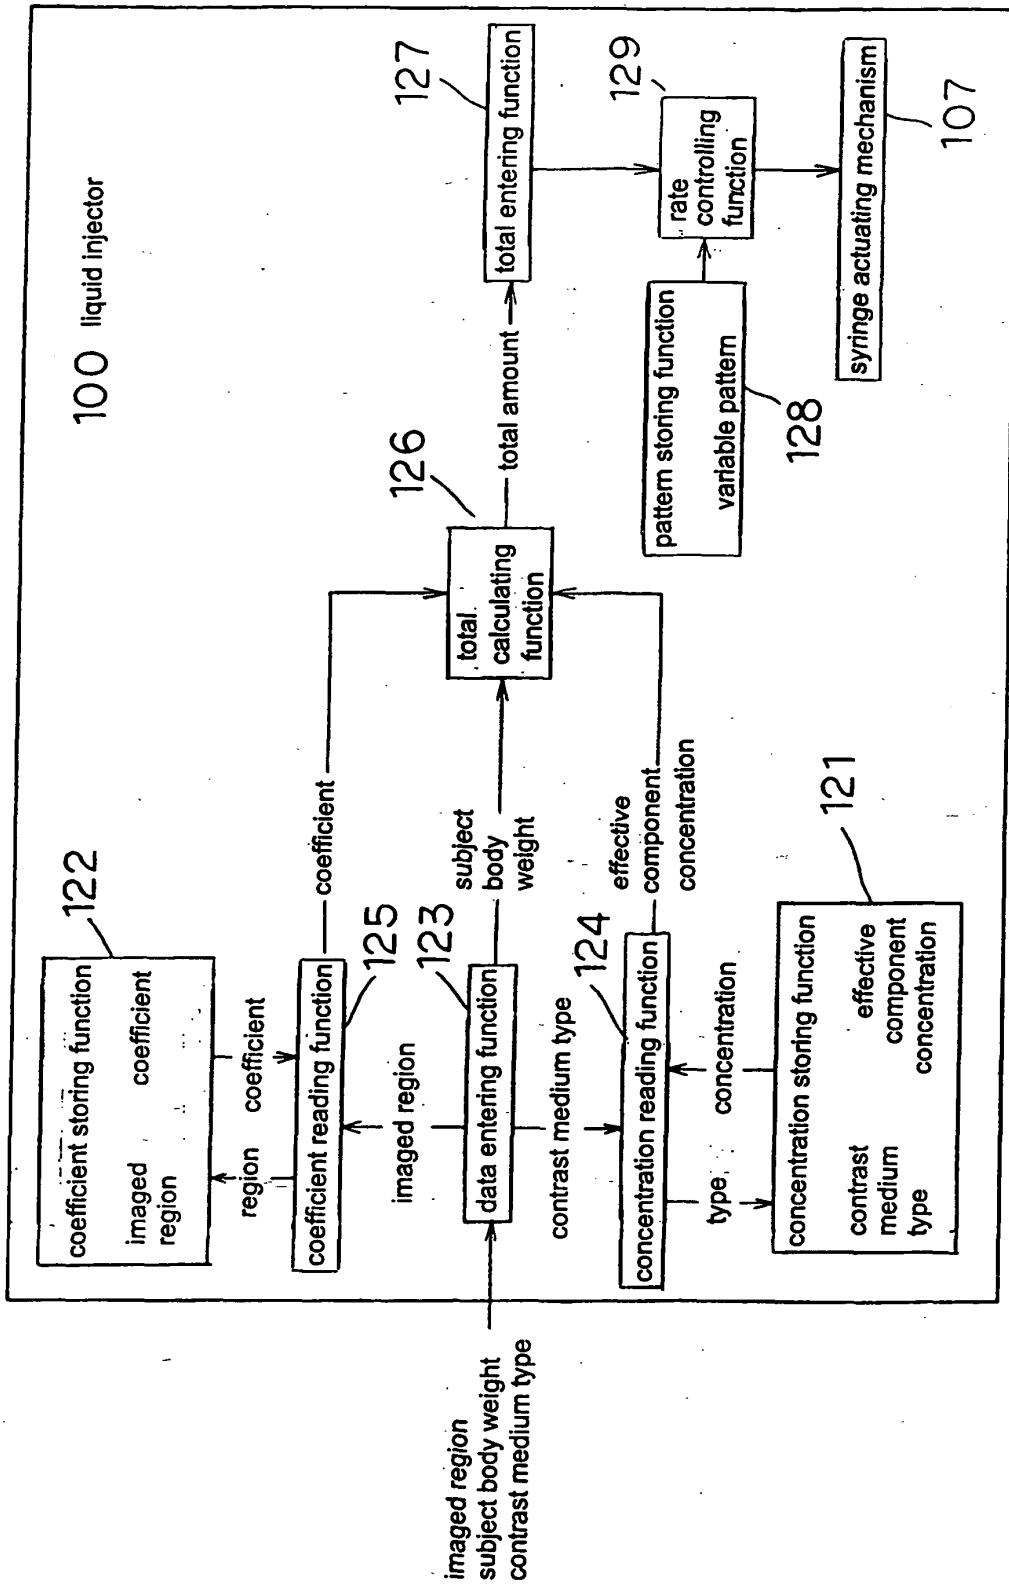 100 liquid injector
imaged region
subject body weight
contrast medium type
122
coefficient storing function
imaged
region
coefficient
region
coefficient
coefficient reading function
125
coefficient
imaged region
123
data entering function
subject
body
weight
contrast medium type
124
concentration reading function
effective
component
concentration
type
concentration
121
concentration storing function
contrast
medium
type
effective
component
concentration
126
total
calculating
function
total amount
127
total entering function
129
rate
controlling
function
pattern storing function
variable pattern
128
syringe actuating mechanism
107